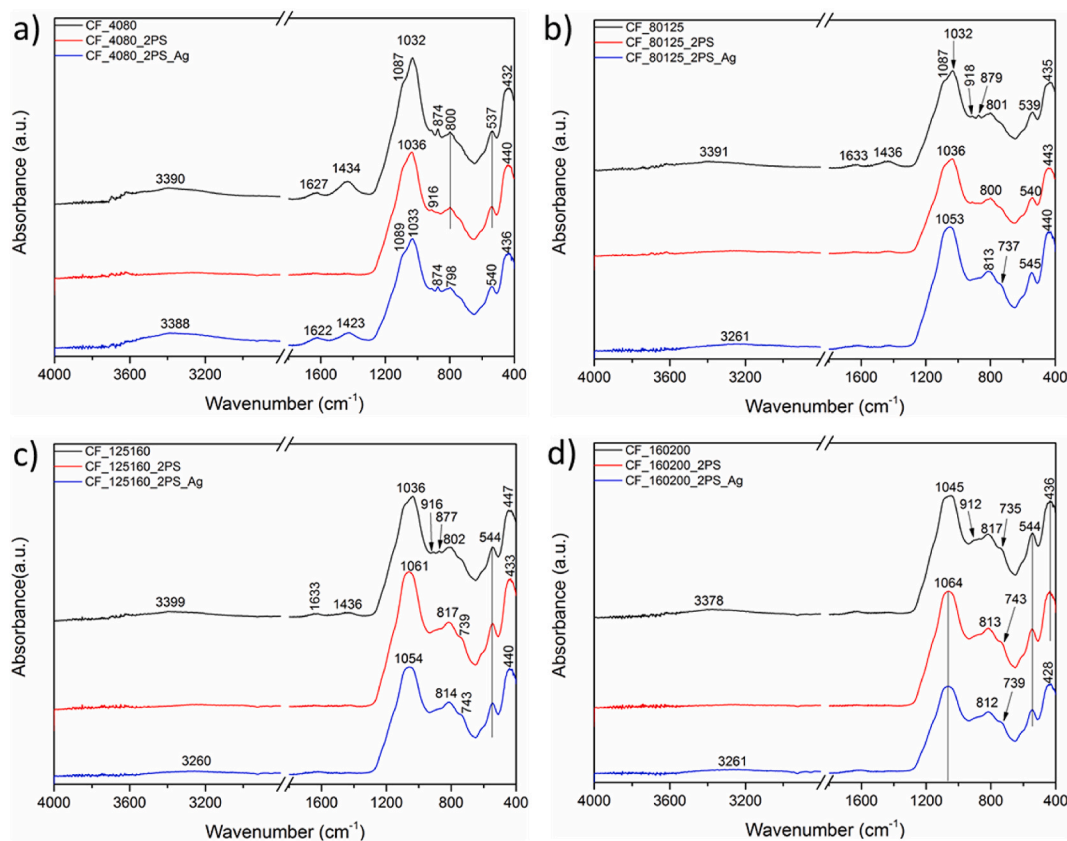 a)
CF_4080
CF_4080_2PS
CF_4080_2PS_Ag
1032
1087
874
800
537
432
3390
1627
1434
1036
916
440
1089
1033
874
798
540
436
3388
1622
1423
Absorbance (a.u.)
4000 3600 3200 1600 1200 800 400
Wavenumber (cm-1)
b)
CF_80125
CF_80125_2PS
CF_80125_2PS_Ag
1032
1087
918
879
801
539
435
3391
1633
1436
1036
800
540
443
1053
813
737
545
440
3261
Absorbance (a.u.)
4000 3600 3200 1600 1200 800 400
Wavenumber (cm-1)
c)
CF_125160
CF_125160_2PS
CF_125160_2PS_Ag
1036
916
877
802
544
447
3399
1633
1436
1061
817
739
433
1054
814
743
440
3260
Absorbance(a.u.)
4000 3600 3200 1600 1200 800 400
Wavenumber (cm-1)
d)
CF_160200
CF_160200_2PS
CF_160200_2PS_Ag
1045
912
817
735
544
436
3378
1064
813
743
812
739
428
3261
Absorbance (a.u.)
4000 3600 3200 1600 1200 800 400
Wavenumber (cm-1)